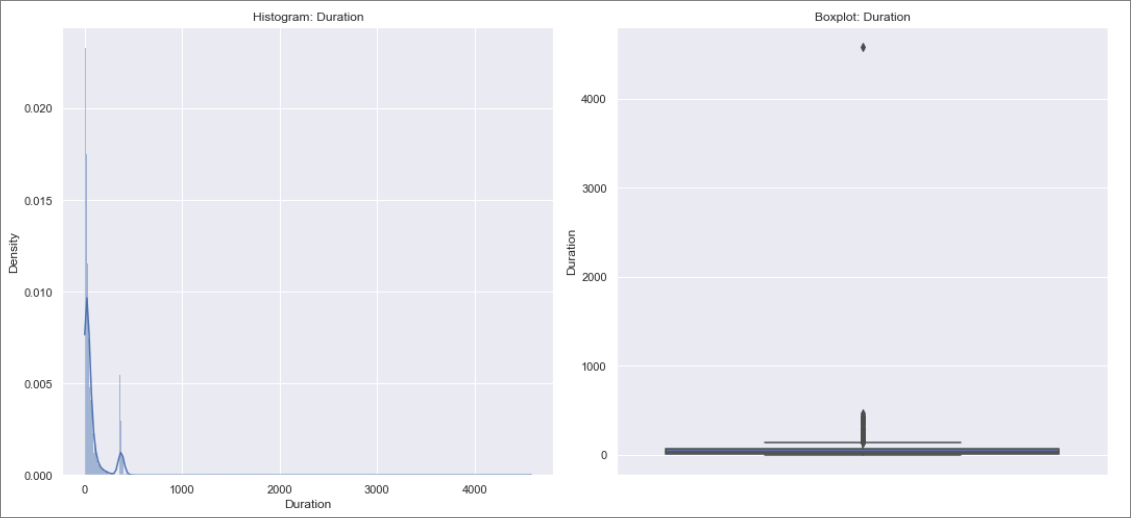 Histogram: Duration
0.020
0.015
0.010
0.005
0.000
Density
0 1000 2000 3000 4000
Duration
Boxplot: Duration
4000
3000
2000
1000
0
Duration